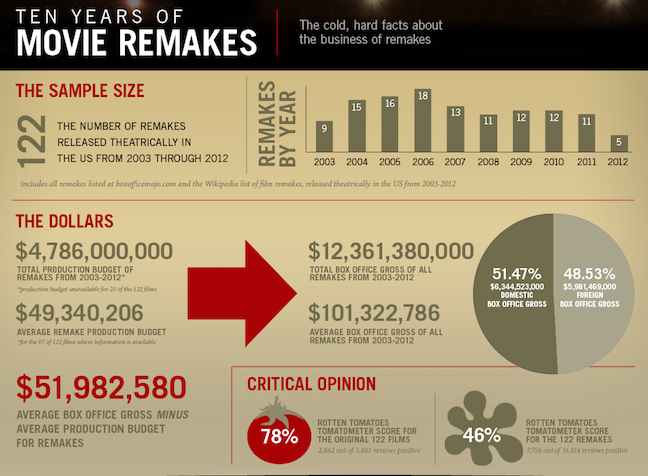 TEN YEARS OF
MOVIE REMAKES
The cold, hard facts about
the business of remakes
THE SAMPLE SIZE
122
THE NUMBER OF REMAKES
RELEASED THEATRICALLY IN
THE US FROM 2003 THROUGH 2012
REMAKES
BY YEAR
9
15
16
18
13
11
12
12
11
5
2003 2004 2005 2006 2007 2008 2009 2010 2011 2012
includes all remakes listed at boxofficemojo.com and the Wikipedia list of film remakes, released theatrically in the US from 2003-2012
THE DOLLARS
$4,786,000,000
TOTAL PRODUCTION BUDGET OF
REMAKES FROM 2003-2012*
*production budget unavailable for 25 of the 122 films
$49,340,206
AVERAGE REMAKE PRODUCTION BUDGET
*for the 97 of 122 films where information is available
$12,361,380,000
TOTAL BOX OFFICE GROSS OF ALL
REMAKES FROM 2003-2012
$101,322,786
AVERAGE BOX OFFICE GROSS OF ALL
REMAKES FROM 2003-2012
51.47%
$6,344,523,000
DOMESTIC
BOX OFFICE GROSS
48.53%
$5,981,469,000
FOREIGN
BOX OFFICE GROSS
$51,982,580
AVERAGE BOX OFFICE GROSS MINUS
AVERAGE PRODUCTION BUDGET
FOR REMAKES
CRITICAL OPINION
78%
ROTTEN TOMATOES
TOMATOMETER SCORE FOR
THE ORIGINAL 122 FILMS
2,862 out of 3,661 reviews positive
46%
ROTTEN TOMATOES
TOMATOMETER SCORE
FOR THE 122 REMAKES
7,756 out of 16,814 reviews positive